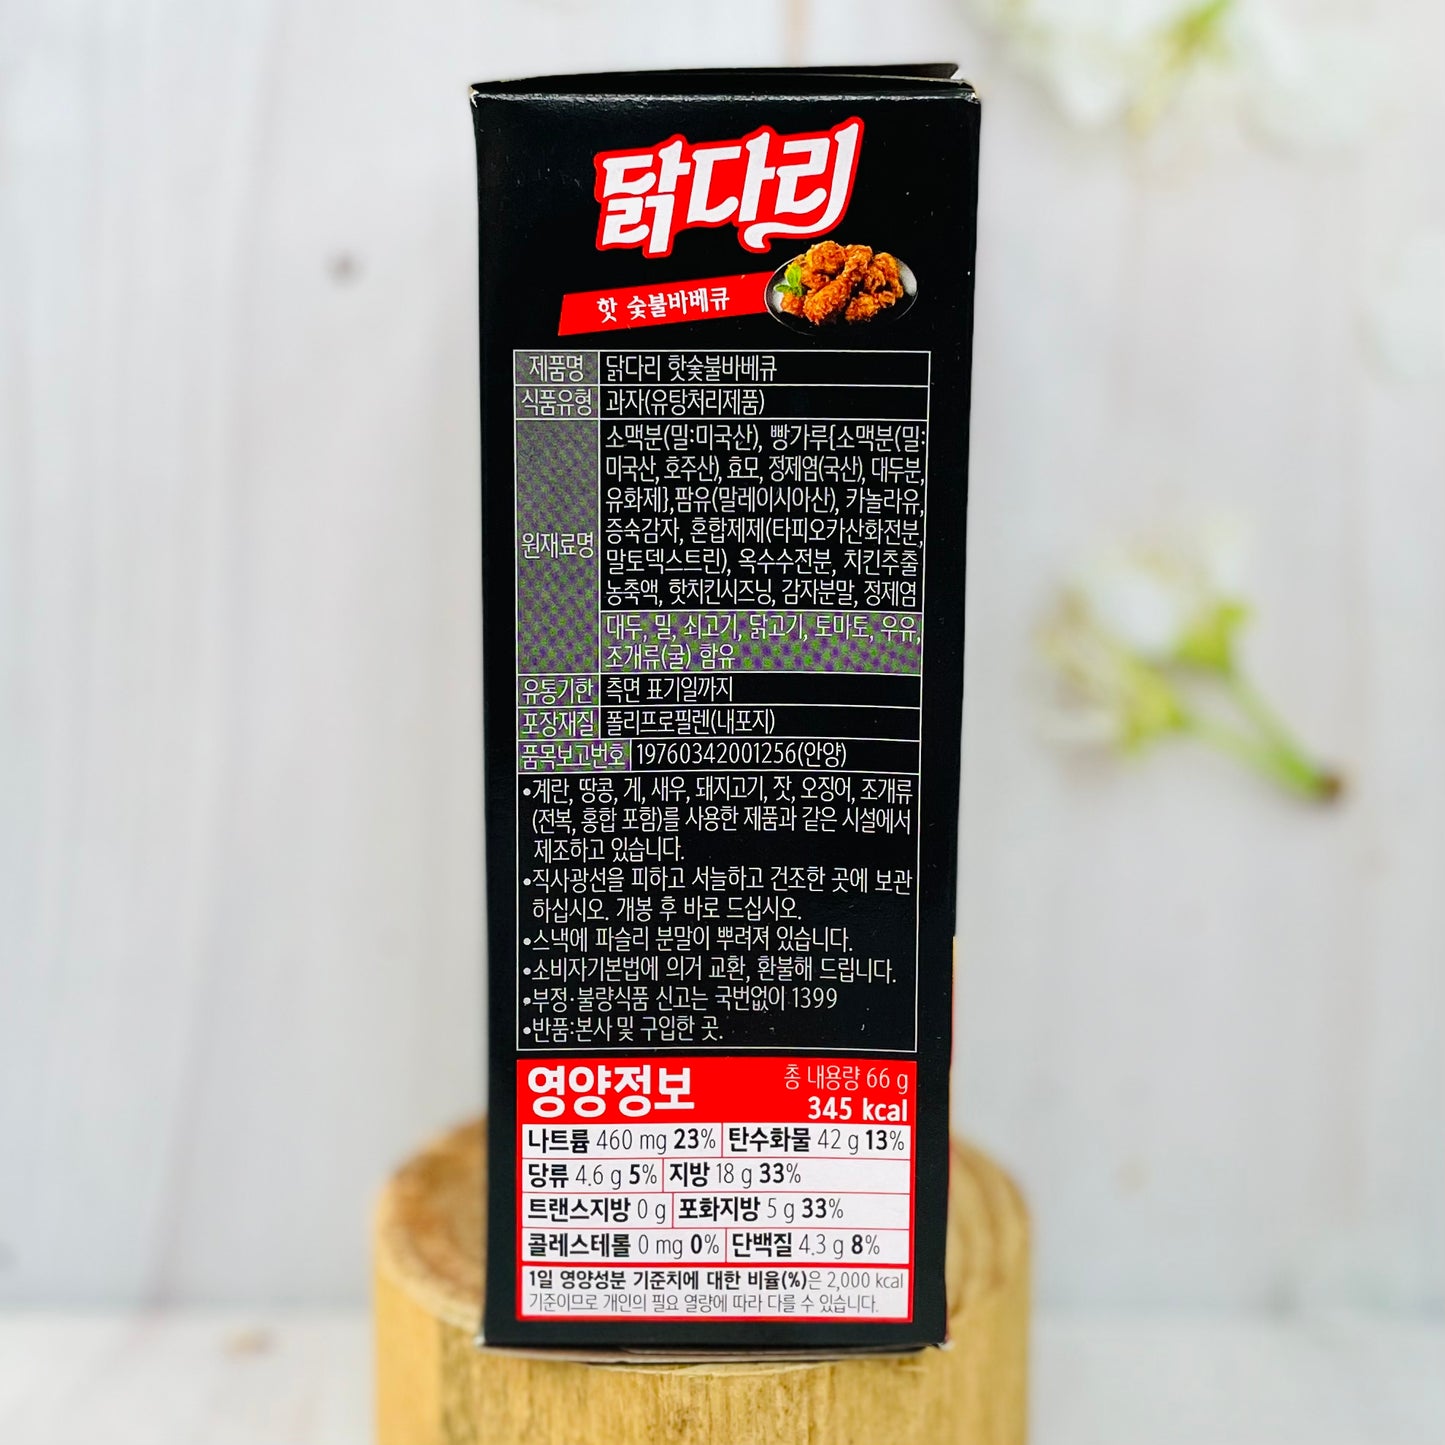 닭다리
핫 숯불바베큐
제품명 닭다리 핫숯불바베큐
식품유형 과자(유탕처리제품)
원재료명 소맥분(밀:미국산), 빵가루{소맥분(밀:
미국산, 호주산), 효모, 정제염(국산), 대두분,
유화제},팜유(말레이시아산), 카놀라유,
증숙감자, 혼합제제(타피오카산화전분,
말토덱스트린), 옥수수전분, 치킨추출
농축액, 핫치킨시즈닝, 감자분말, 정제염
대두, 밀, 쇠고기, 닭고기, 토마토, 우유,
조개류(굴) 함유
유통기한 측면 표기일까지
포장재질 폴리프로필렌(내포지)
품목보고번호 19760342001256(안양)
•계란, 땅콩, 게, 새우, 돼지고기, 잣, 오징어, 조개류
(전복, 홍합 포함)를 사용한 제품과 같은 시설에서
제조하고 있습니다.
•직사광선을 피하고 서늘하고 건조한 곳에 보관
하십시오. 개봉 후 바로 드십시오.
•스낵에 파슬리 분말이 뿌려져 있습니다.
•소비자기본법에 의거 교환, 환불해 드립니다.
•부정·불량식품 신고는 국번없이 1399
•반품:본사 및 구입한 곳.
영양정보 총 내용량 66 g
345 kcal
나트륨 460 mg 23% 탄수화물 42 g 13%
당류 4.6 g 5% 지방 18 g 33%
트랜스지방 0 g 포화지방 5 g 33%
콜레스테롤 0 mg 0% 단백질 4.3 g 8%
1일 영양성분 기준치에 대한 비율(%)은 2,000 kcal
기준이므로 개인의 필요 열량에 따라 다를 수 있습니다.